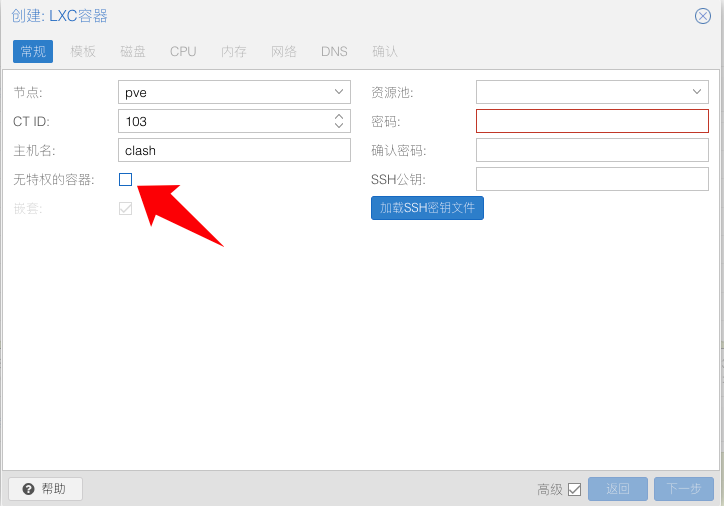 创建: LXC容器
常规 模板 磁盘 CPU 内存 网络 DNS 确认
节点: pve 资源池:
CT ID: 103 密码:
主机名: clash 确认密码:
无特权的容器: SSH公钥:
嵌套: 加载SSH密钥文件
帮助 高级 返回 下一步